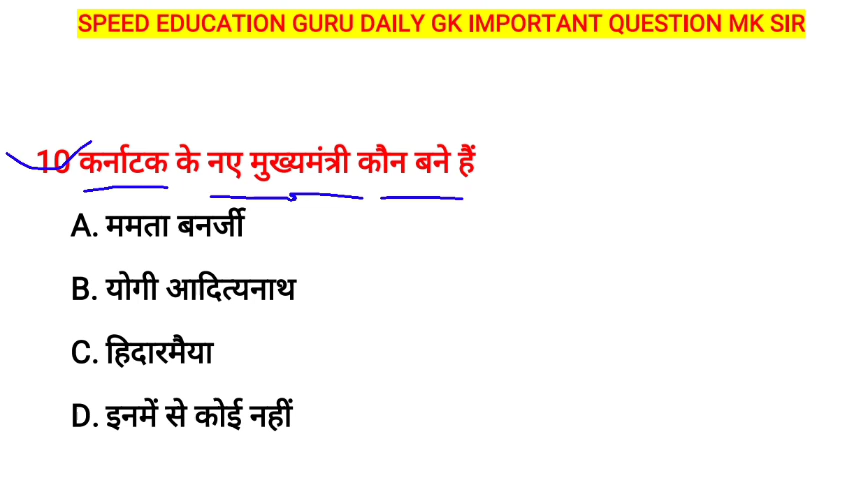 SPEED EDUCATION GURU DAILY GK IMPORTANT QUESTION MK SIR
10 कर्नाटक के नए मुख्यमंत्री कौन बने हैं
A. ममता बनर्जी
B. योगी आदित्यनाथ
C. हिदारमैया
D. इनमें से कोई नहीं